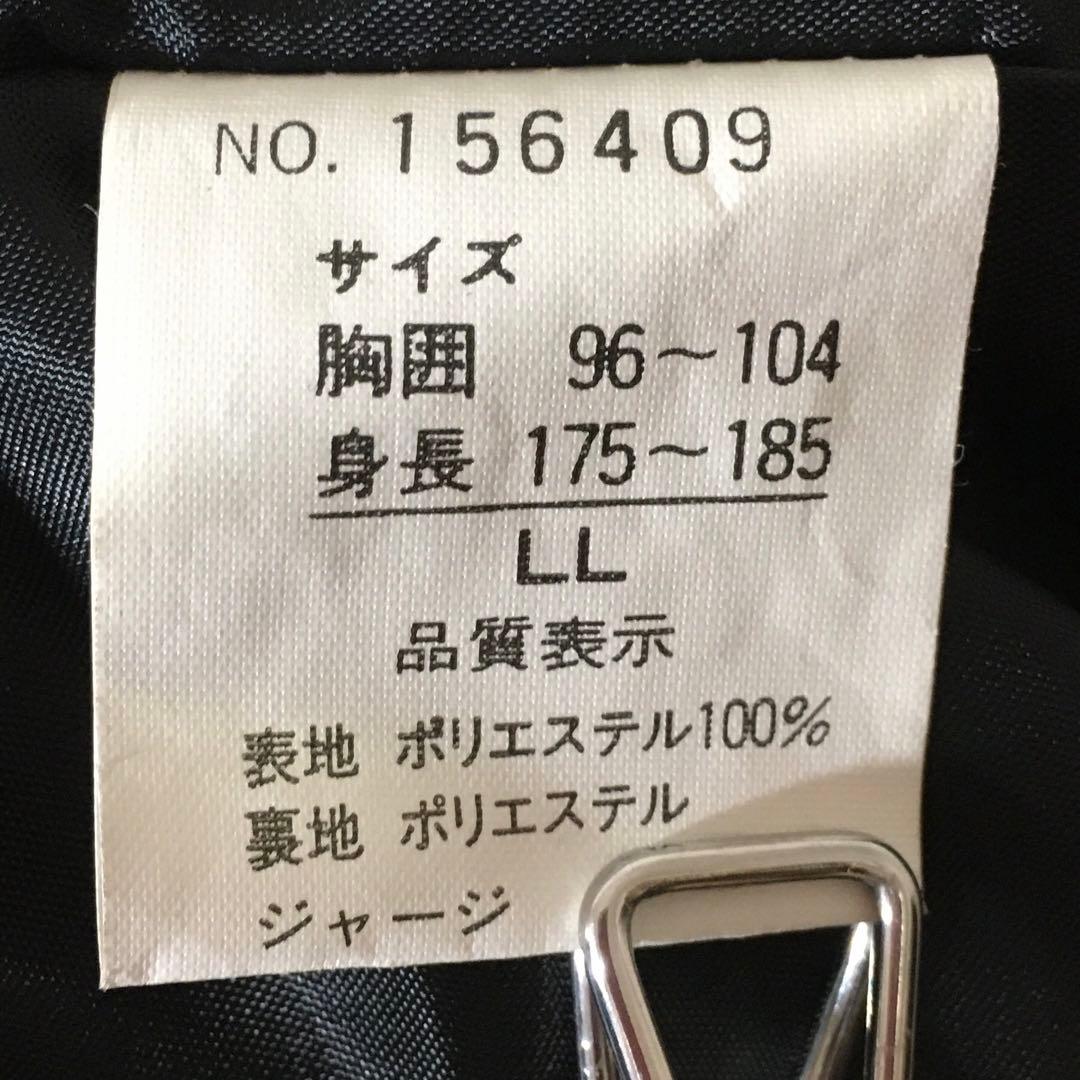 NO. 156409
サイズ
胸囲 96～104
身長 175～185
LL
品質表示
表地 ポリエステル100%
裏地 ポリエステル
ジャージ